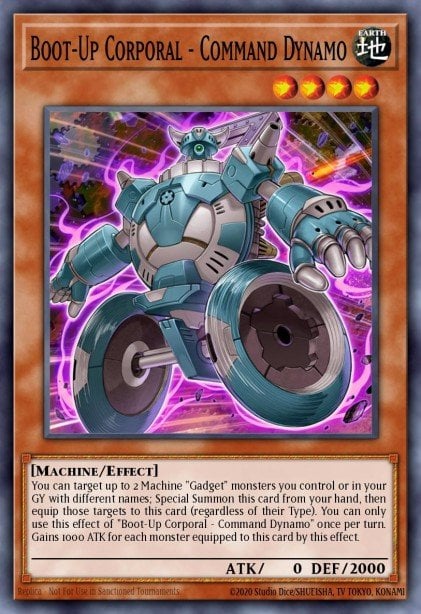 Boot-Up Corporal - Command Dynamo
EARTH
地
[Machine/Effect]
You can target up to 2 Machine "Gadget" monsters you control or in your
GY with different names; Special Summon this card from your hand, then
equip those targets to this card (regardless of their Type). You can only
use this effect of "Boot-Up Corporal - Command Dynamo" once per turn.
Gains 1000 ATK for each monster equipped to this card by this effect.
ATK/ 0 DEF/2000
Replica - Not For Use in Sanctioned Tournaments ©2020 Studio Dice/SHUEISHA, TV TOKYO, KONAMI